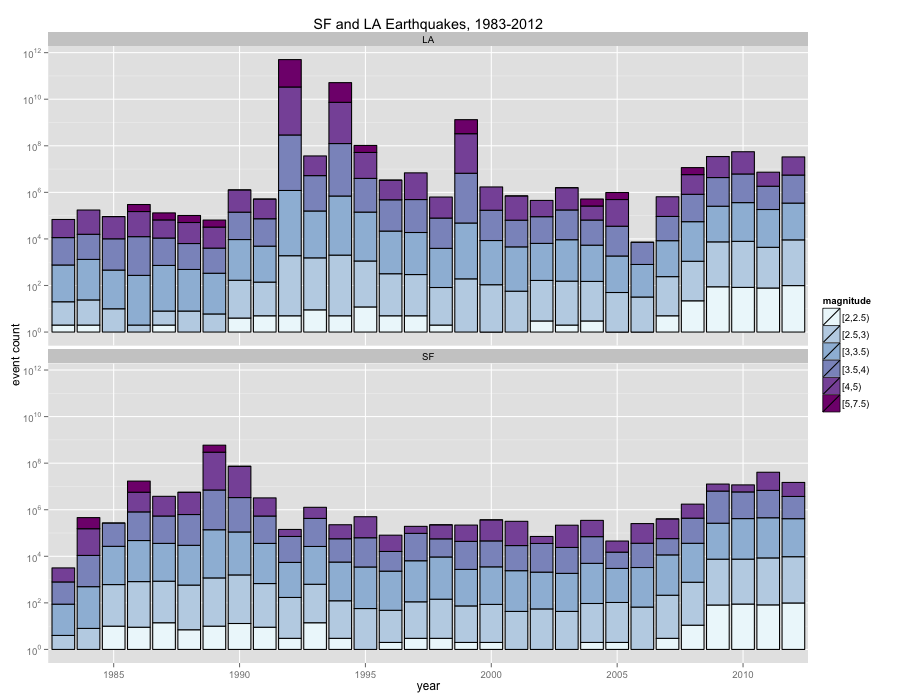 SF and LA Earthquakes, 1983-2012
LA
10^12
10^10
10^8
10^6
10^4
10^2
10^0
SF
10^12
10^10
10^8
10^6
10^4
10^2
10^0
event count
1985 1990 1995 2000 2005 2010
year
magnitude
[2,2.5)
[2.5,3)
[3,3.5)
[3.5,4)
[4,5)
[5,7.5)